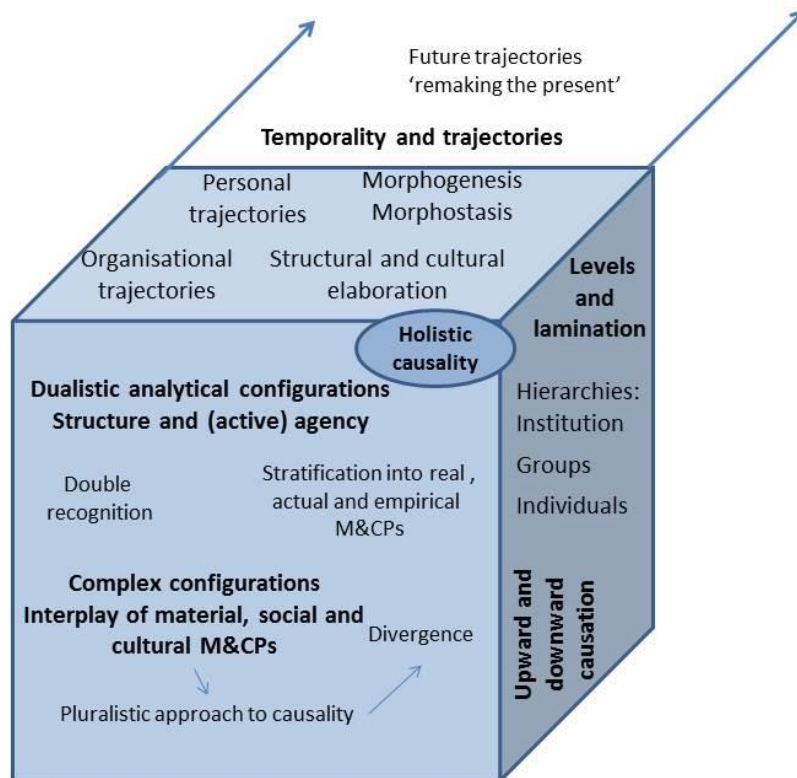 Future trajectories
‘remaking the present’
Temporality and trajectories
Personal
trajectories
Morphogenesis
Morphostasis
Organisational
trajectories
Structural and cultural
elaboration
Levels
and
lamination
Holistic
causality
Dualistic analytical configurations
Structure and (active) agency
Hierarchies:
Institution
Groups
Individuals
Double
recognition
Stratification into real ,
actual and empirical
M&CPs
Complex configurations
Interplay of material, social and
cultural M&CPs
Divergence
Pluralistic approach to causality
Upward and
downward
causation